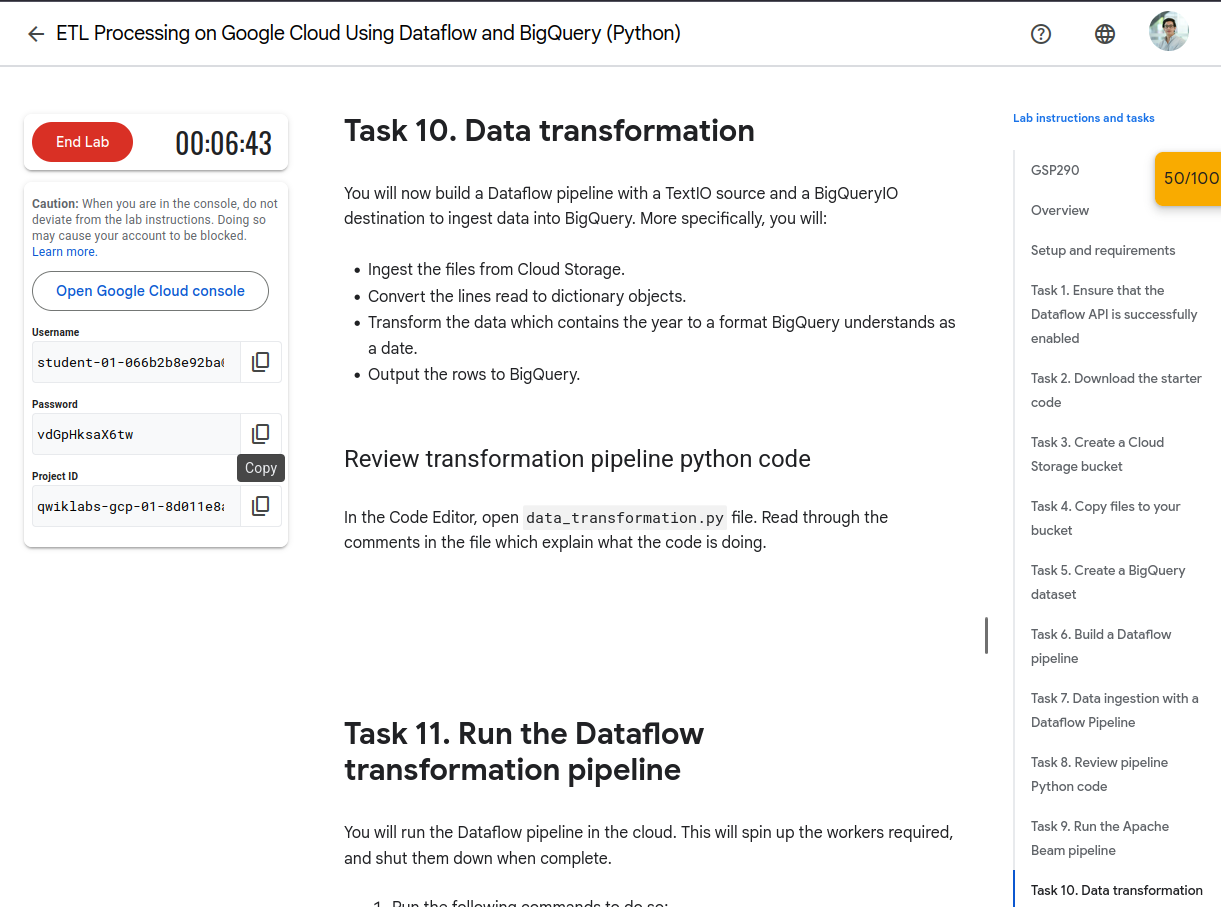 ETL Processing on Google Cloud Using Dataflow and BigQuery (Python)
End Lab
00:06:43
Caution: When you are in the console, do not
deviate from the lab instructions. Doing so
may cause your account to be blocked.
Learn more.
Open Google Cloud console
Username
student-01-066b2b8e92ba
Password
vdGpHksaX6tw
Copy
Project ID
qwiklabs-gcp-01-8d011e8
Task 10. Data transformation
You will now build a Dataflow pipeline with a TextIO source and a BigQueryIO
destination to ingest data into BigQuery. More specifically, you will:
• Ingest the files from Cloud Storage.
• Convert the lines read to dictionary objects.
• Transform the data which contains the year to a format BigQuery understands as
a date.
• Output the rows to BigQuery.
Review transformation pipeline python code
In the Code Editor, open data_transformation.py file. Read through the
comments in the file which explain what the code is doing.
Task 11. Run the Dataflow
transformation pipeline
You will run the Dataflow pipeline in the cloud. This will spin up the workers required,
and shut them down when complete.
1. Run the following commands to do so:
Lab instructions and tasks
50/100
GSP290
Overview
Setup and requirements
Task 1. Ensure that the
Dataflow API is successfully
enabled
Task 2. Download the starter
code
Task 3. Create a Cloud
Storage bucket
Task 4. Copy files to your
bucket
Task 5. Create a BigQuery
dataset
Task 6. Build a Dataflow
pipeline
Task 7. Data ingestion with a
Dataflow Pipeline
Task 8. Review pipeline
Python code
Task 9. Run the Apache
Beam pipeline
Task 10. Data transformation